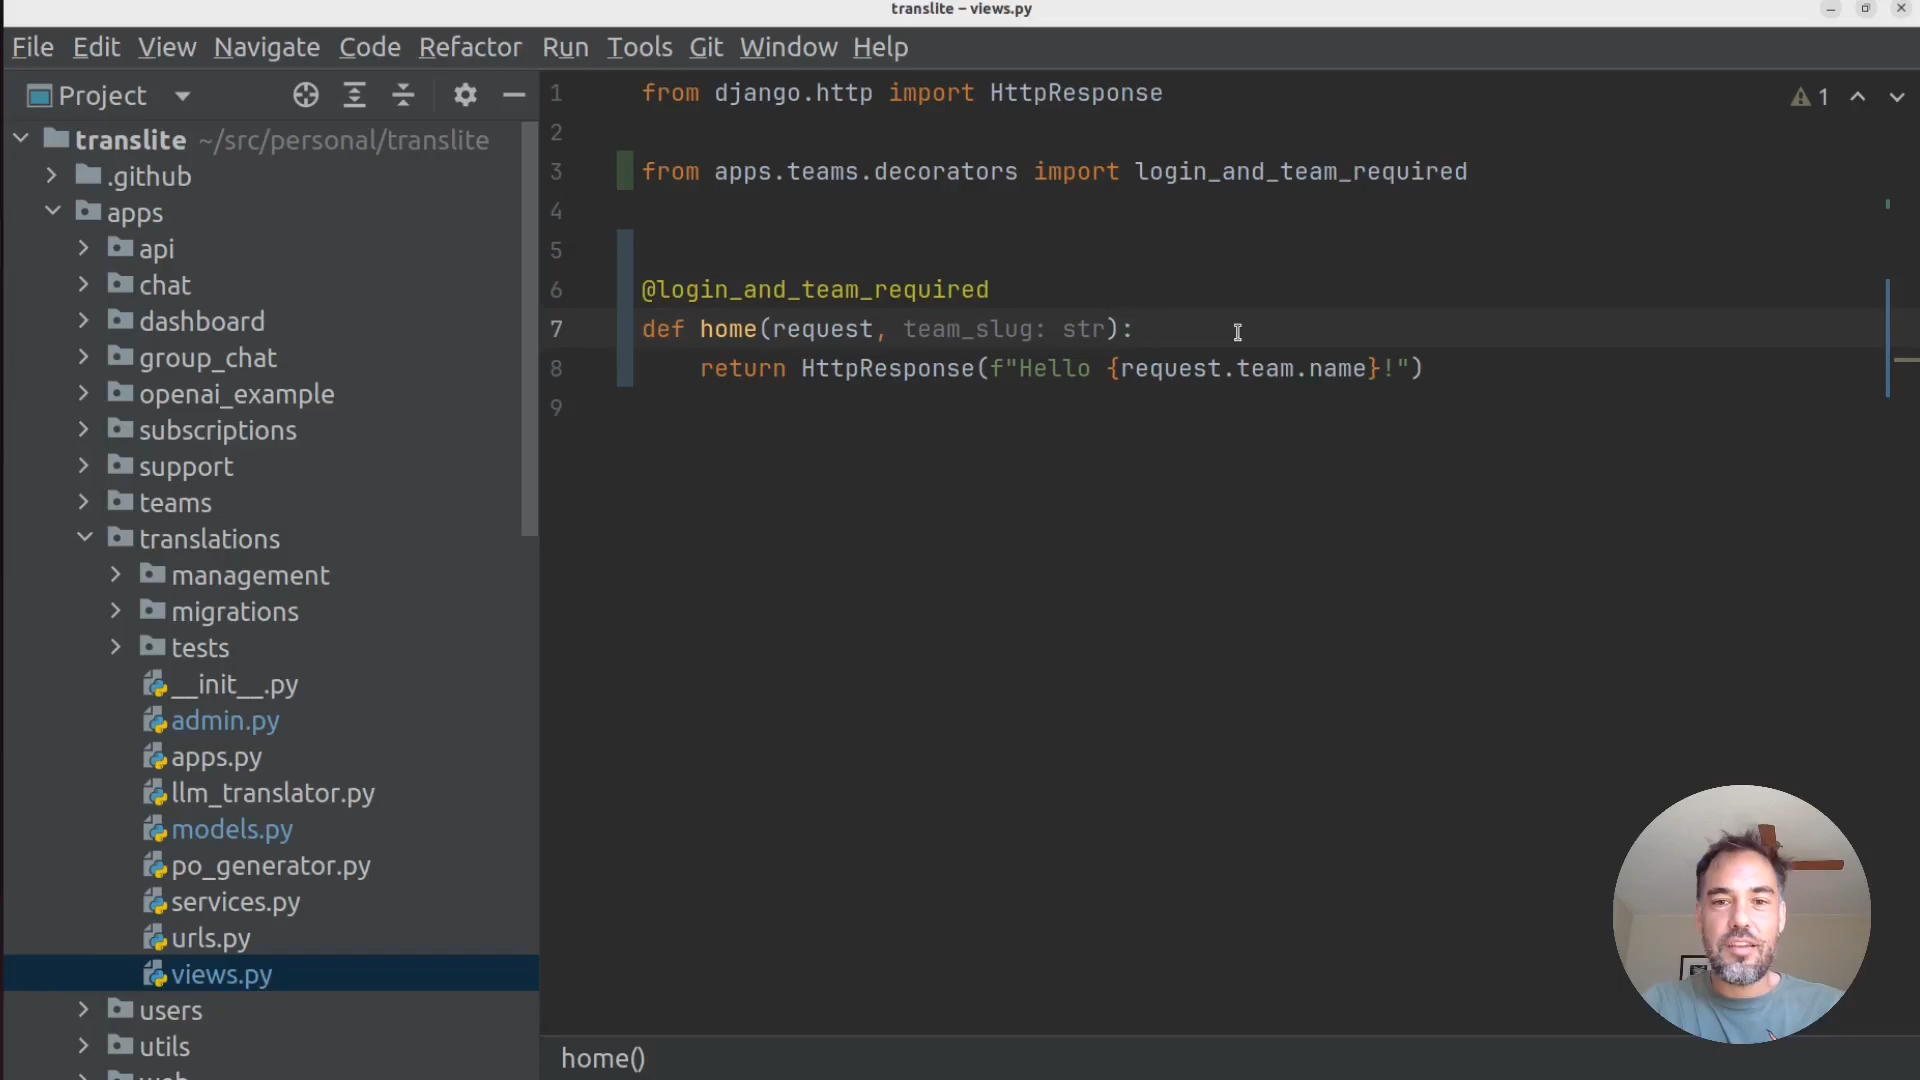 translite – views.py
File Edit View Navigate Code Refactor Run Tools Git Window Help
Project
translite ~/src/personal/translite
.github
apps
api
chat
dashboard
group_chat
openai_example
subscriptions
support
teams
translations
management
migrations
tests
__init__.py
admin.py
apps.py
llm_translator.py
models.py
po_generator.py
services.py
urls.py
views.py
users
utils
1 from django.http import HttpResponse
2
3 from apps.teams.decorators import login_and_team_required
4
5
6 @login_and_team_required
7 def home(request, team_slug: str):
8 return HttpResponse(f"Hello {request.team.name}!")
9
1
home()